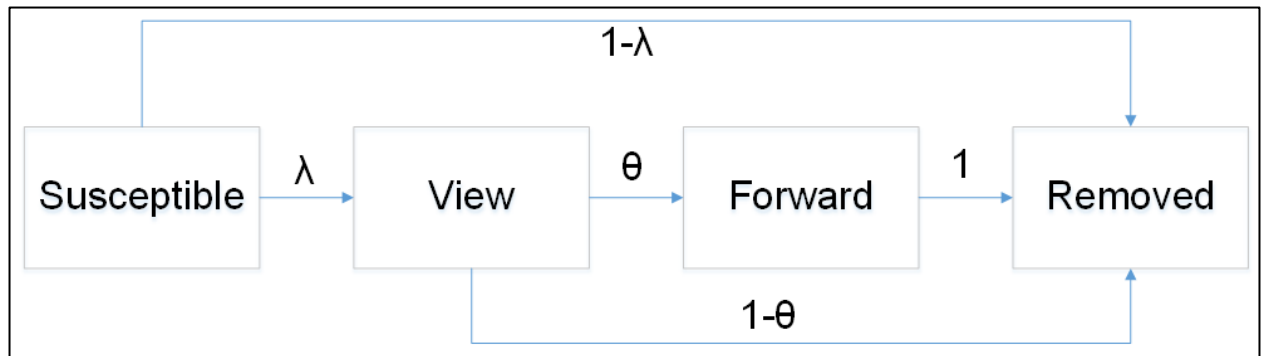 1-λ
Susceptible
λ
View
θ
Forward
1
Removed
1-θ